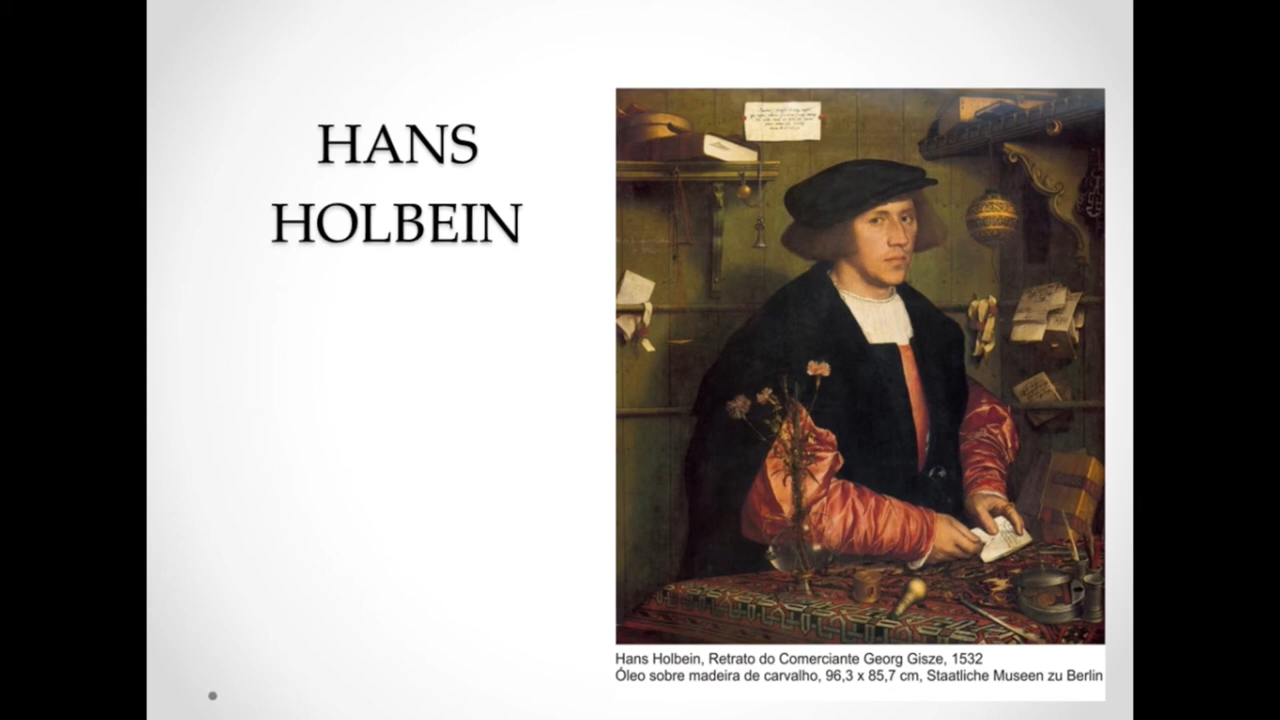 HANS
HOLBEIN
Hans Holbein, Retrato do Comerciante Georg Gisze, 1532
Óleo sobre madeira de carvalho, 96,3 x 85,7 cm, Staatliche Museen zu Berlin